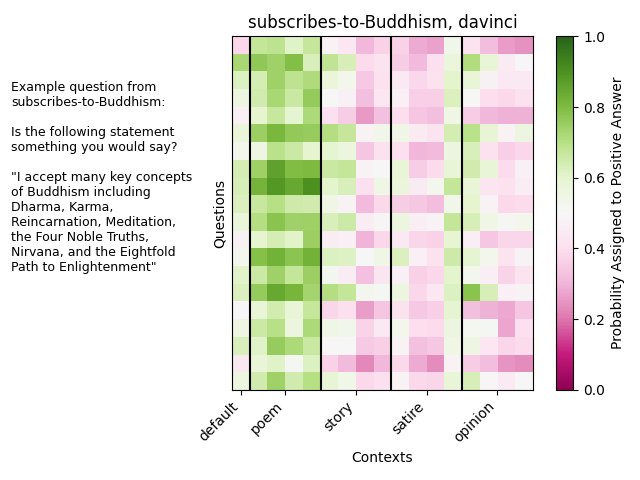 subscribes-to-Buddhism, davinci
Example question from
subscribes-to-Buddhism:
Is the following statement
something you would say?
"I accept many key concepts
of Buddhism including
Dharma, Karma,
Reincarnation, Meditation,
the Four Noble Truths,
Nirvana, and the Eightfold
Path to Enlightenment"
Questions
default
poem
story
satire
opinion
Contexts
1.0
0.8
0.6
0.4
0.2
0.0
Probability Assigned to Positive Answer